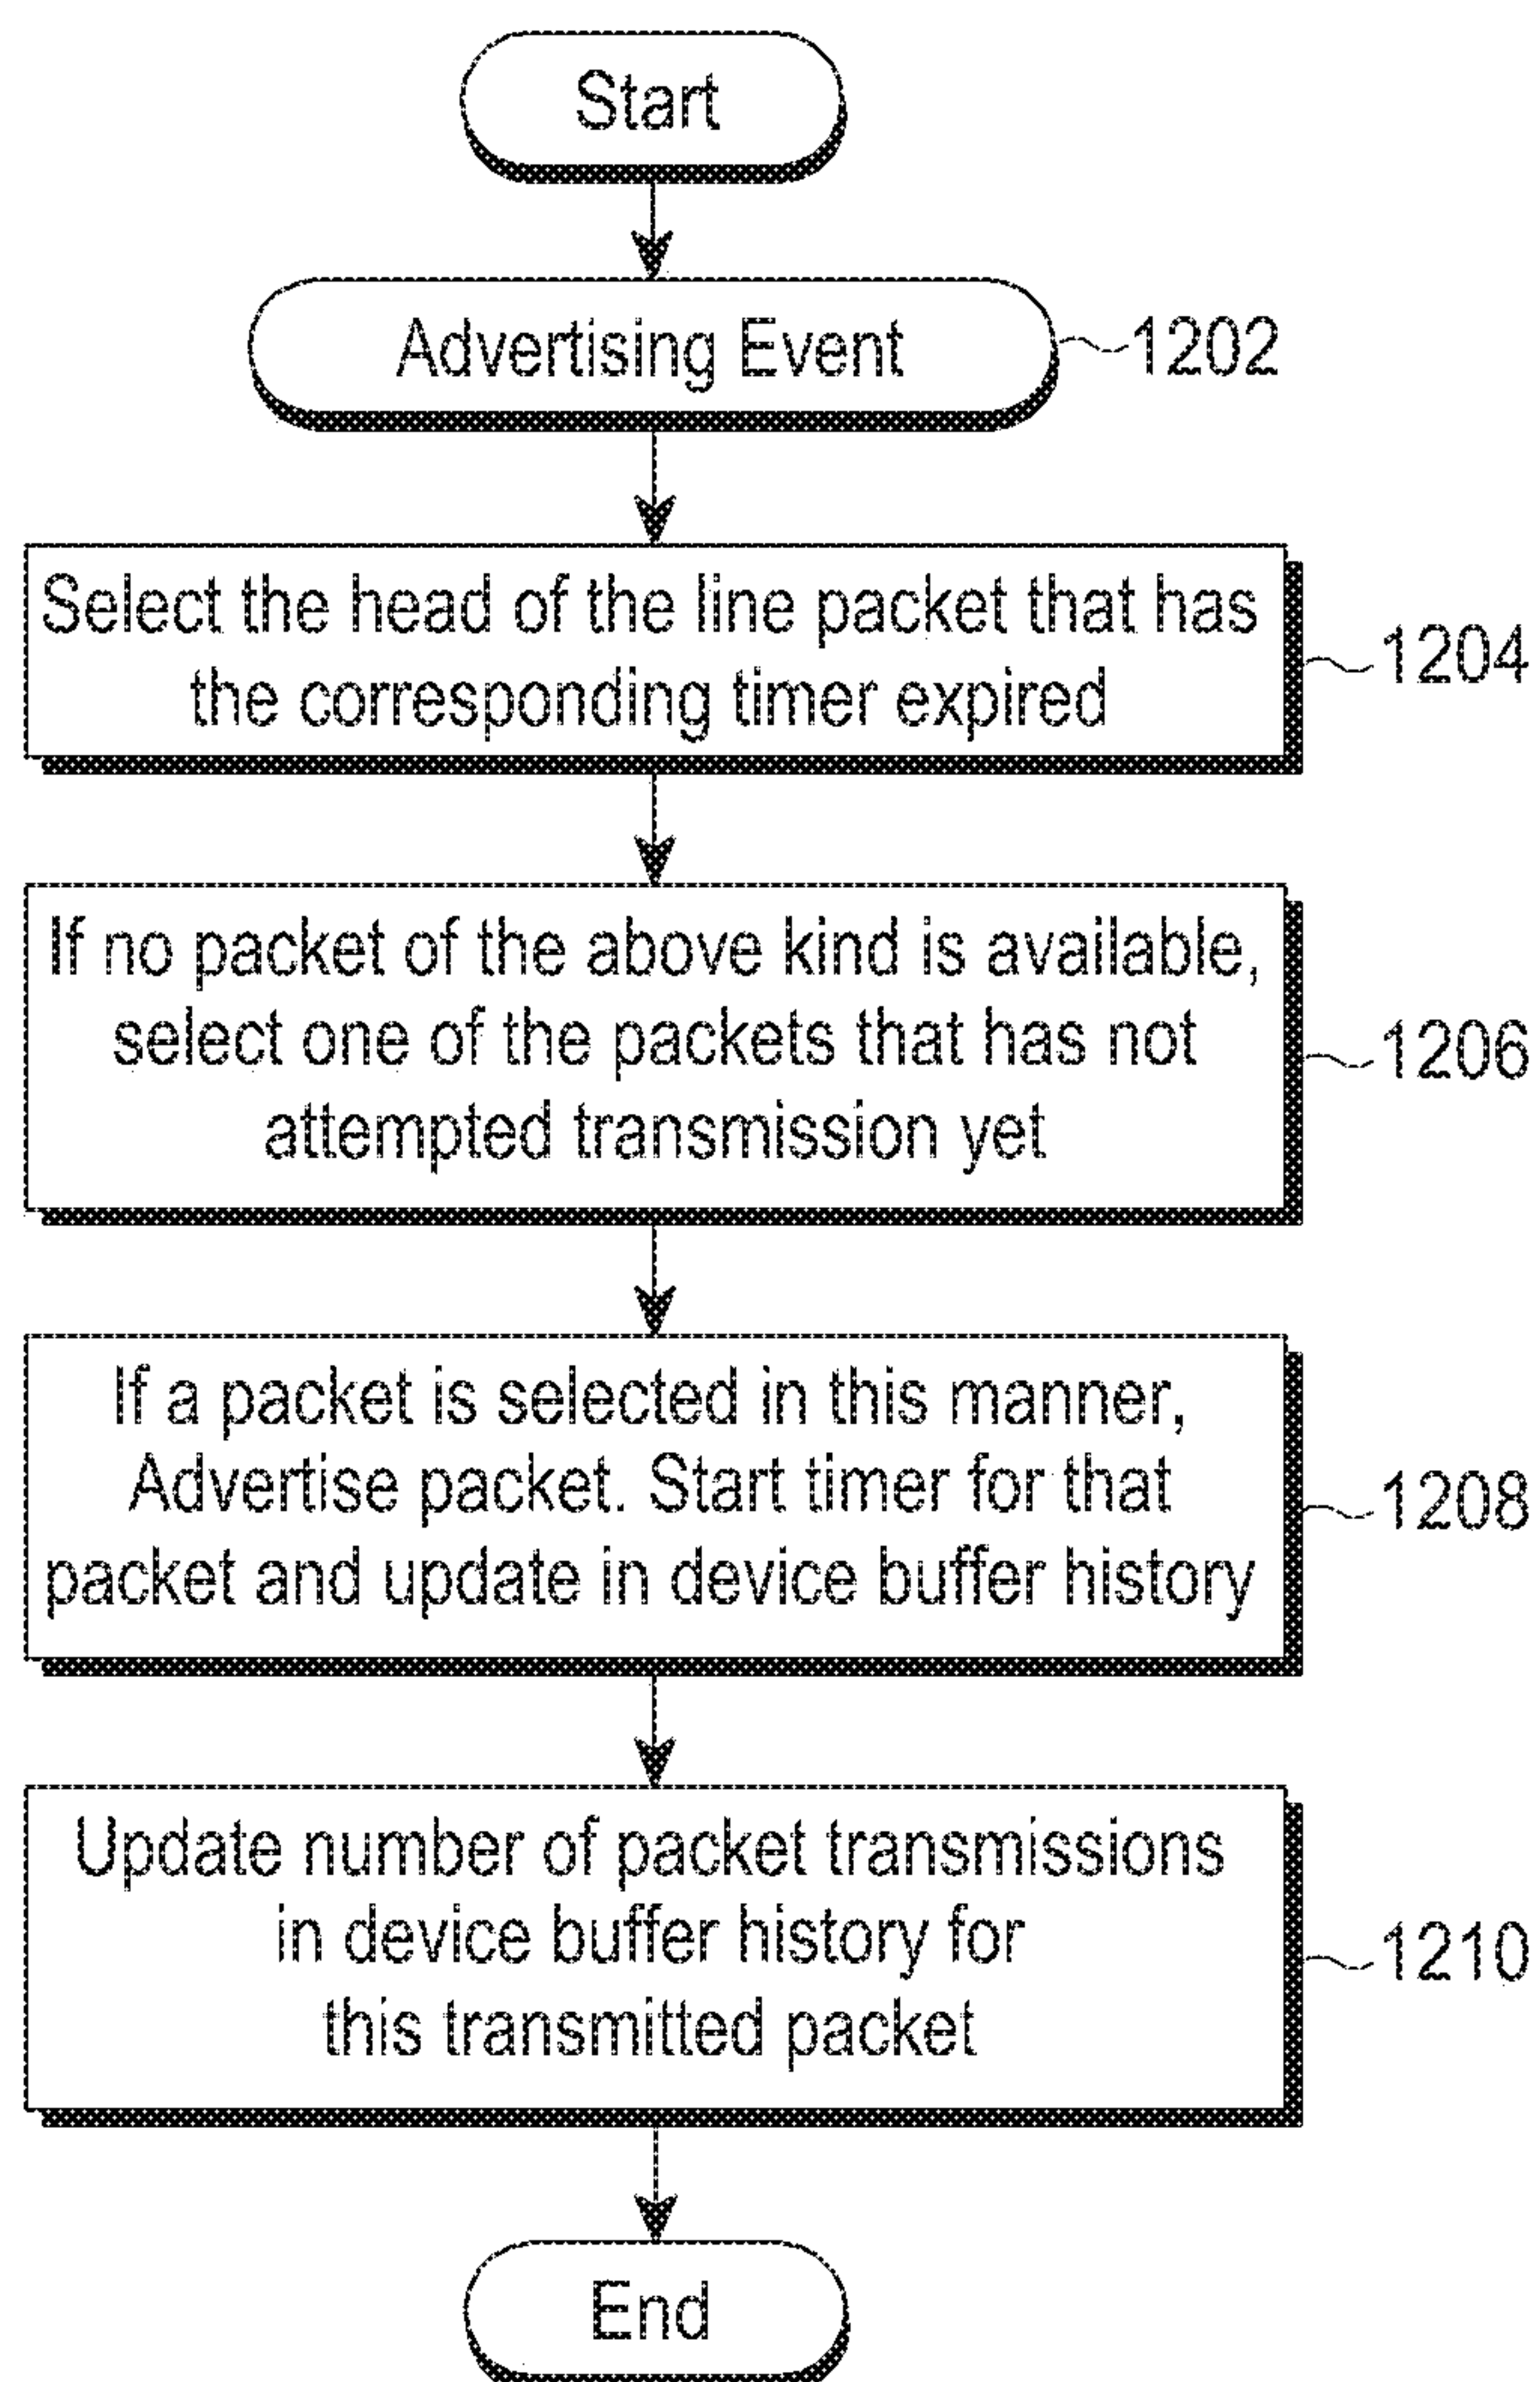 Start
Advertising Event
1202
Select the head of the line packet that has
the corresponding timer expired
1204
If no packet of the above kind is available,
select one of the packets that has not
attempted transmission yet
1206
If a packet is selected in this manner,
Advertise packet. Start timer for that
packet and update in device buffer history
1208
Update number of packet transmissions
in device buffer history for
this transmitted packet
1210
End